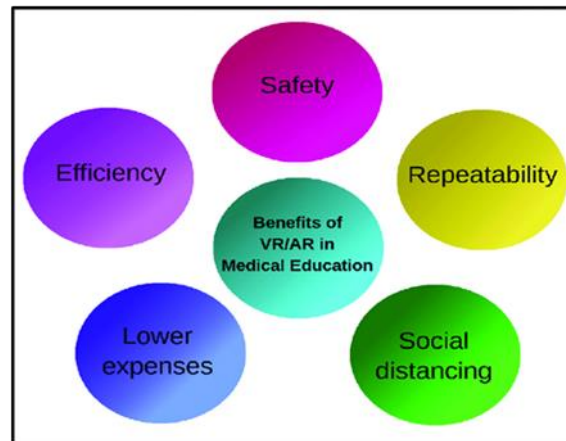 Safety
Efficiency
Repeatability
Benefits of
VR/AR in
Medical Education
Lower
expenses
Social
distancing